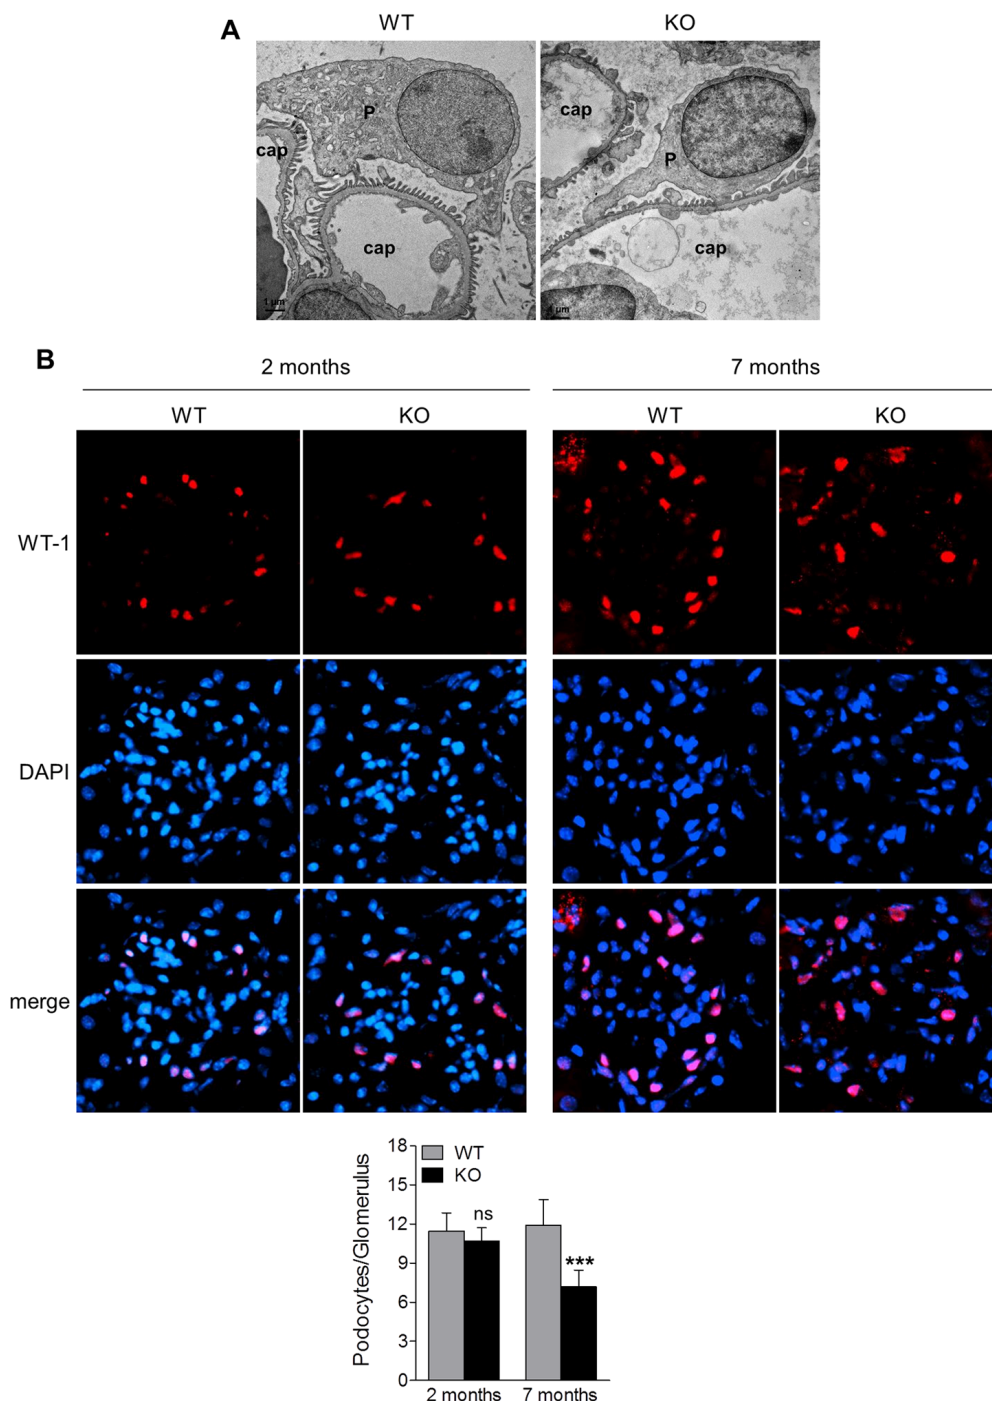 A
WT
KO
P
cap
cap
1 µm
cap
P
cap
1 µm
B
2 months
7 months
WT
KO
WT
KO
WT-1
DAPI
merge
Podocytes/Glomerulus
18
15
12
9
6
3
0
WT
KO
ns
***
2 months
7 months